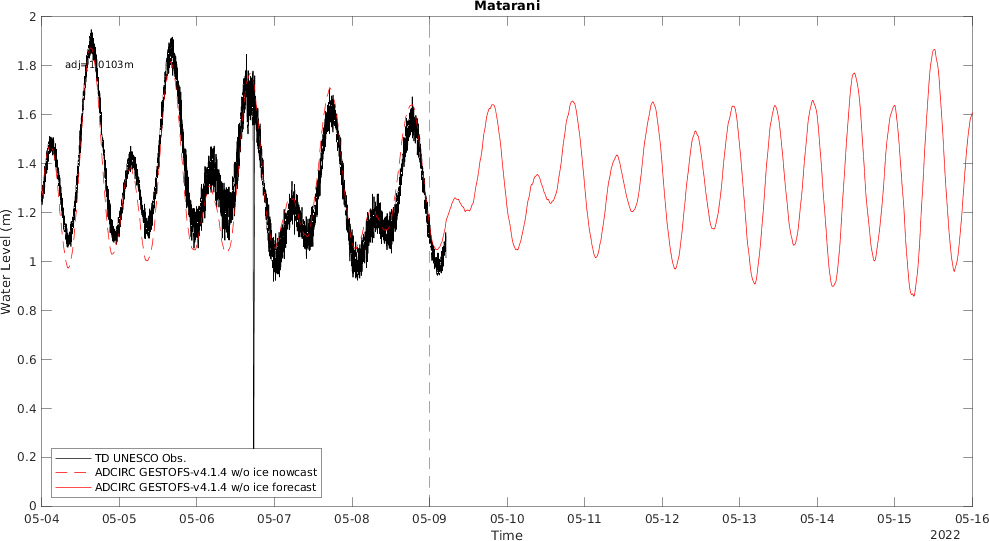 Matarani
2
1.8
1.6
1.4
1.2
1
0.8
0.6
0.4
0.2
0
Water Level (m)
adj=1.0103m
TD UNESCO Obs.
ADCIRC GESTOFS-v4.1.4 w/o ice nowcast
ADCIRC GESTOFS-v4.1.4 w/o ice forecast
05-04 05-05 05-06 05-07 05-08 05-09 05-10 05-11 05-12 05-13 05-14 05-15 05-16
Time
2022